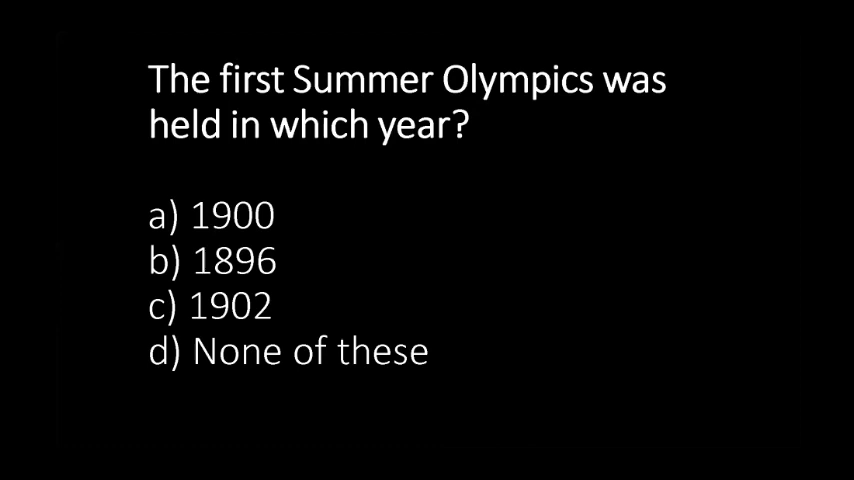 The first Summer Olympics was
held in which year?
a) 1900
b) 1896
c) 1902
d) None of these